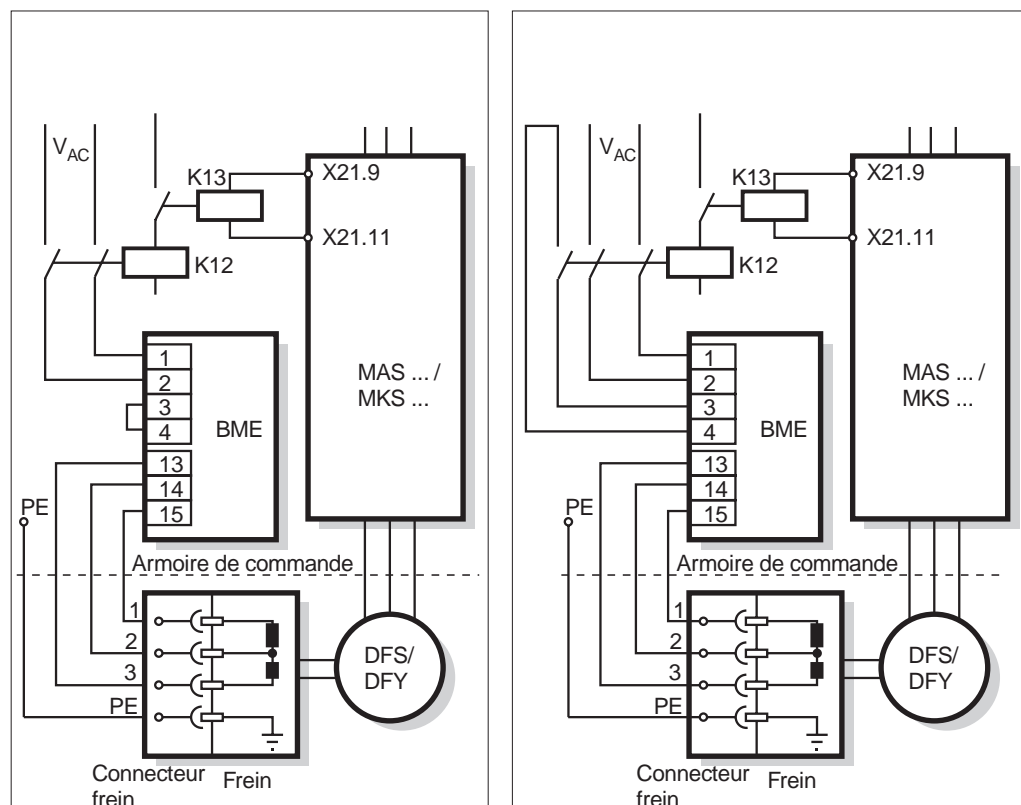 V_AC
K13
X21.9
X21.11
K12
1
2
3
4
13
14
15
BME
MAS ... /
MKS ...
PE
Armoire de commande
1
2
3
PE
DFS/
DFY
Connecteur
frein
Frein
V_AC
K13
X21.9
X21.11
K12
1
2
3
4
13
14
15
BME
MAS ... /
MKS ...
PE
Armoire de commande
1
2
3
PE
DFS/
DFY
Connecteur
frein
Frein